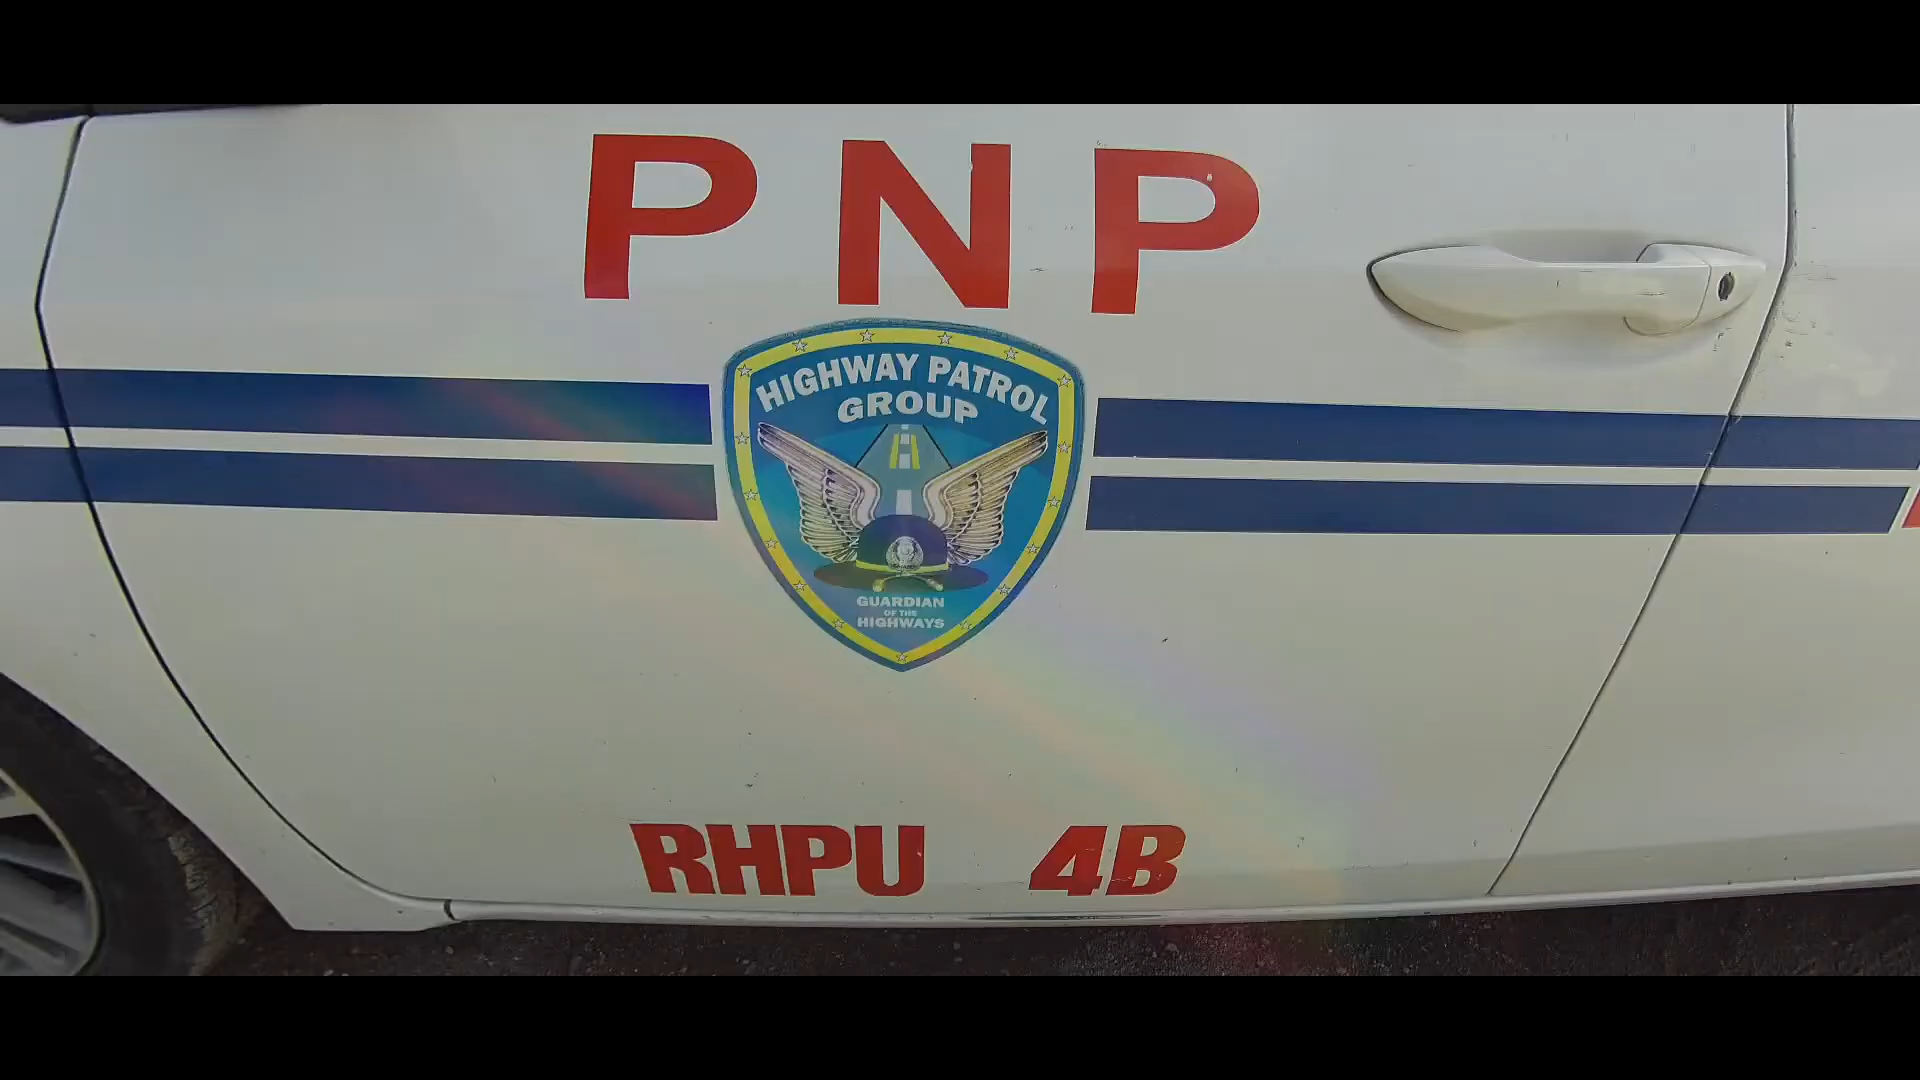 PNP
HIGHWAY PATROL
GROUP
GUARDIAN
OF THE
HIGHWAYS
RHPU 4B